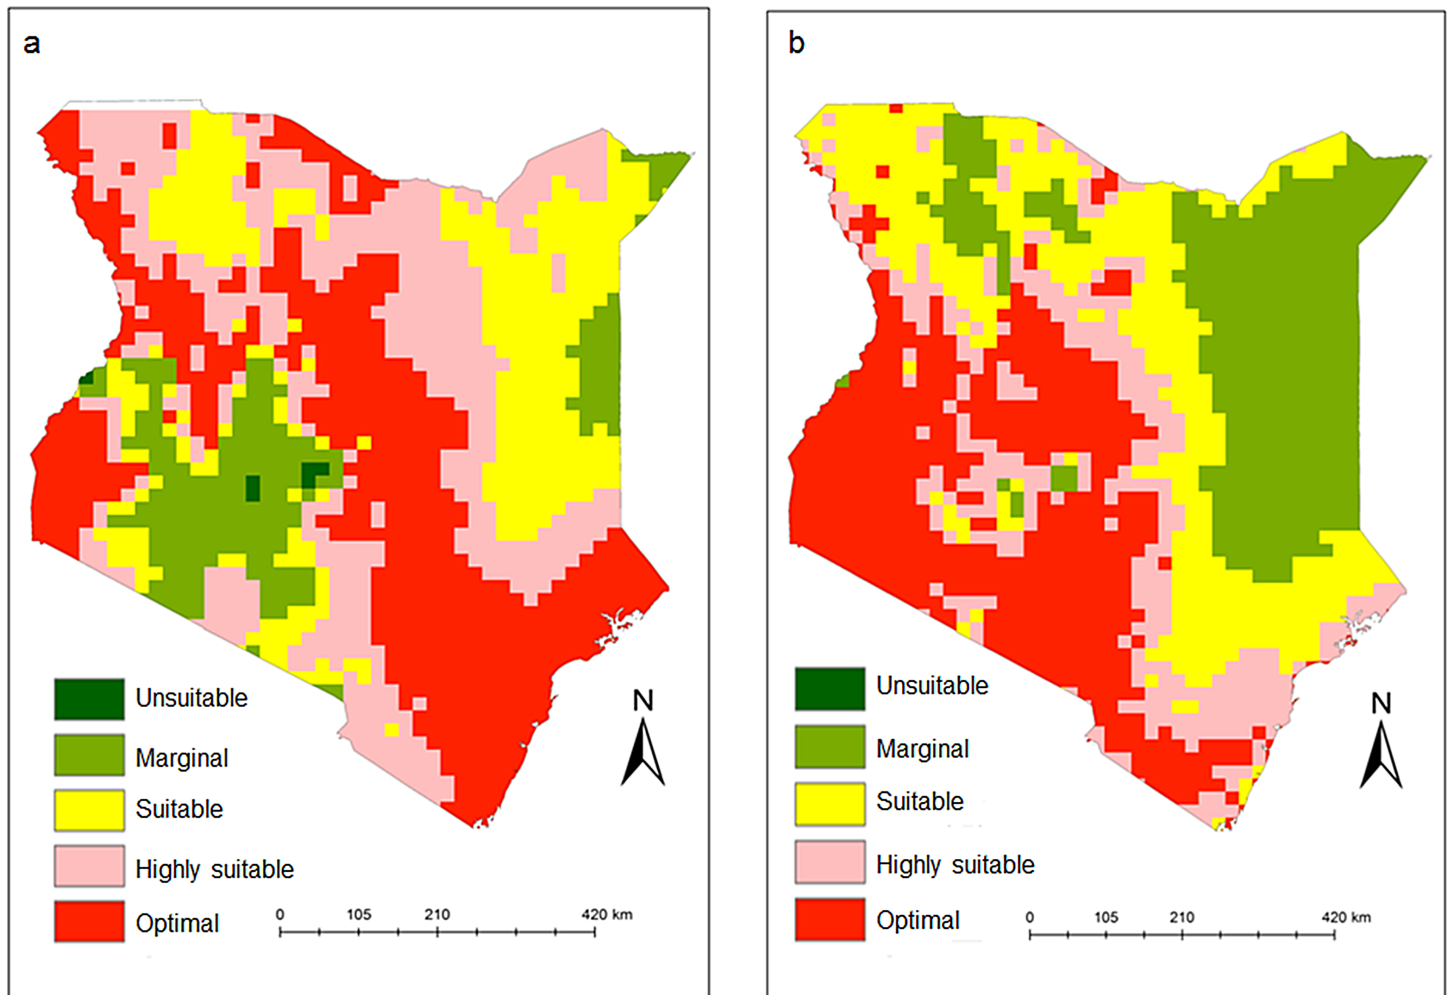 a
N
Unsuitable
Marginal
Suitable
Highly suitable
Optimal
0 105 210 420 km
b
N
Unsuitable
Marginal
Suitable
Highly suitable
Optimal
0 105 210 420 km